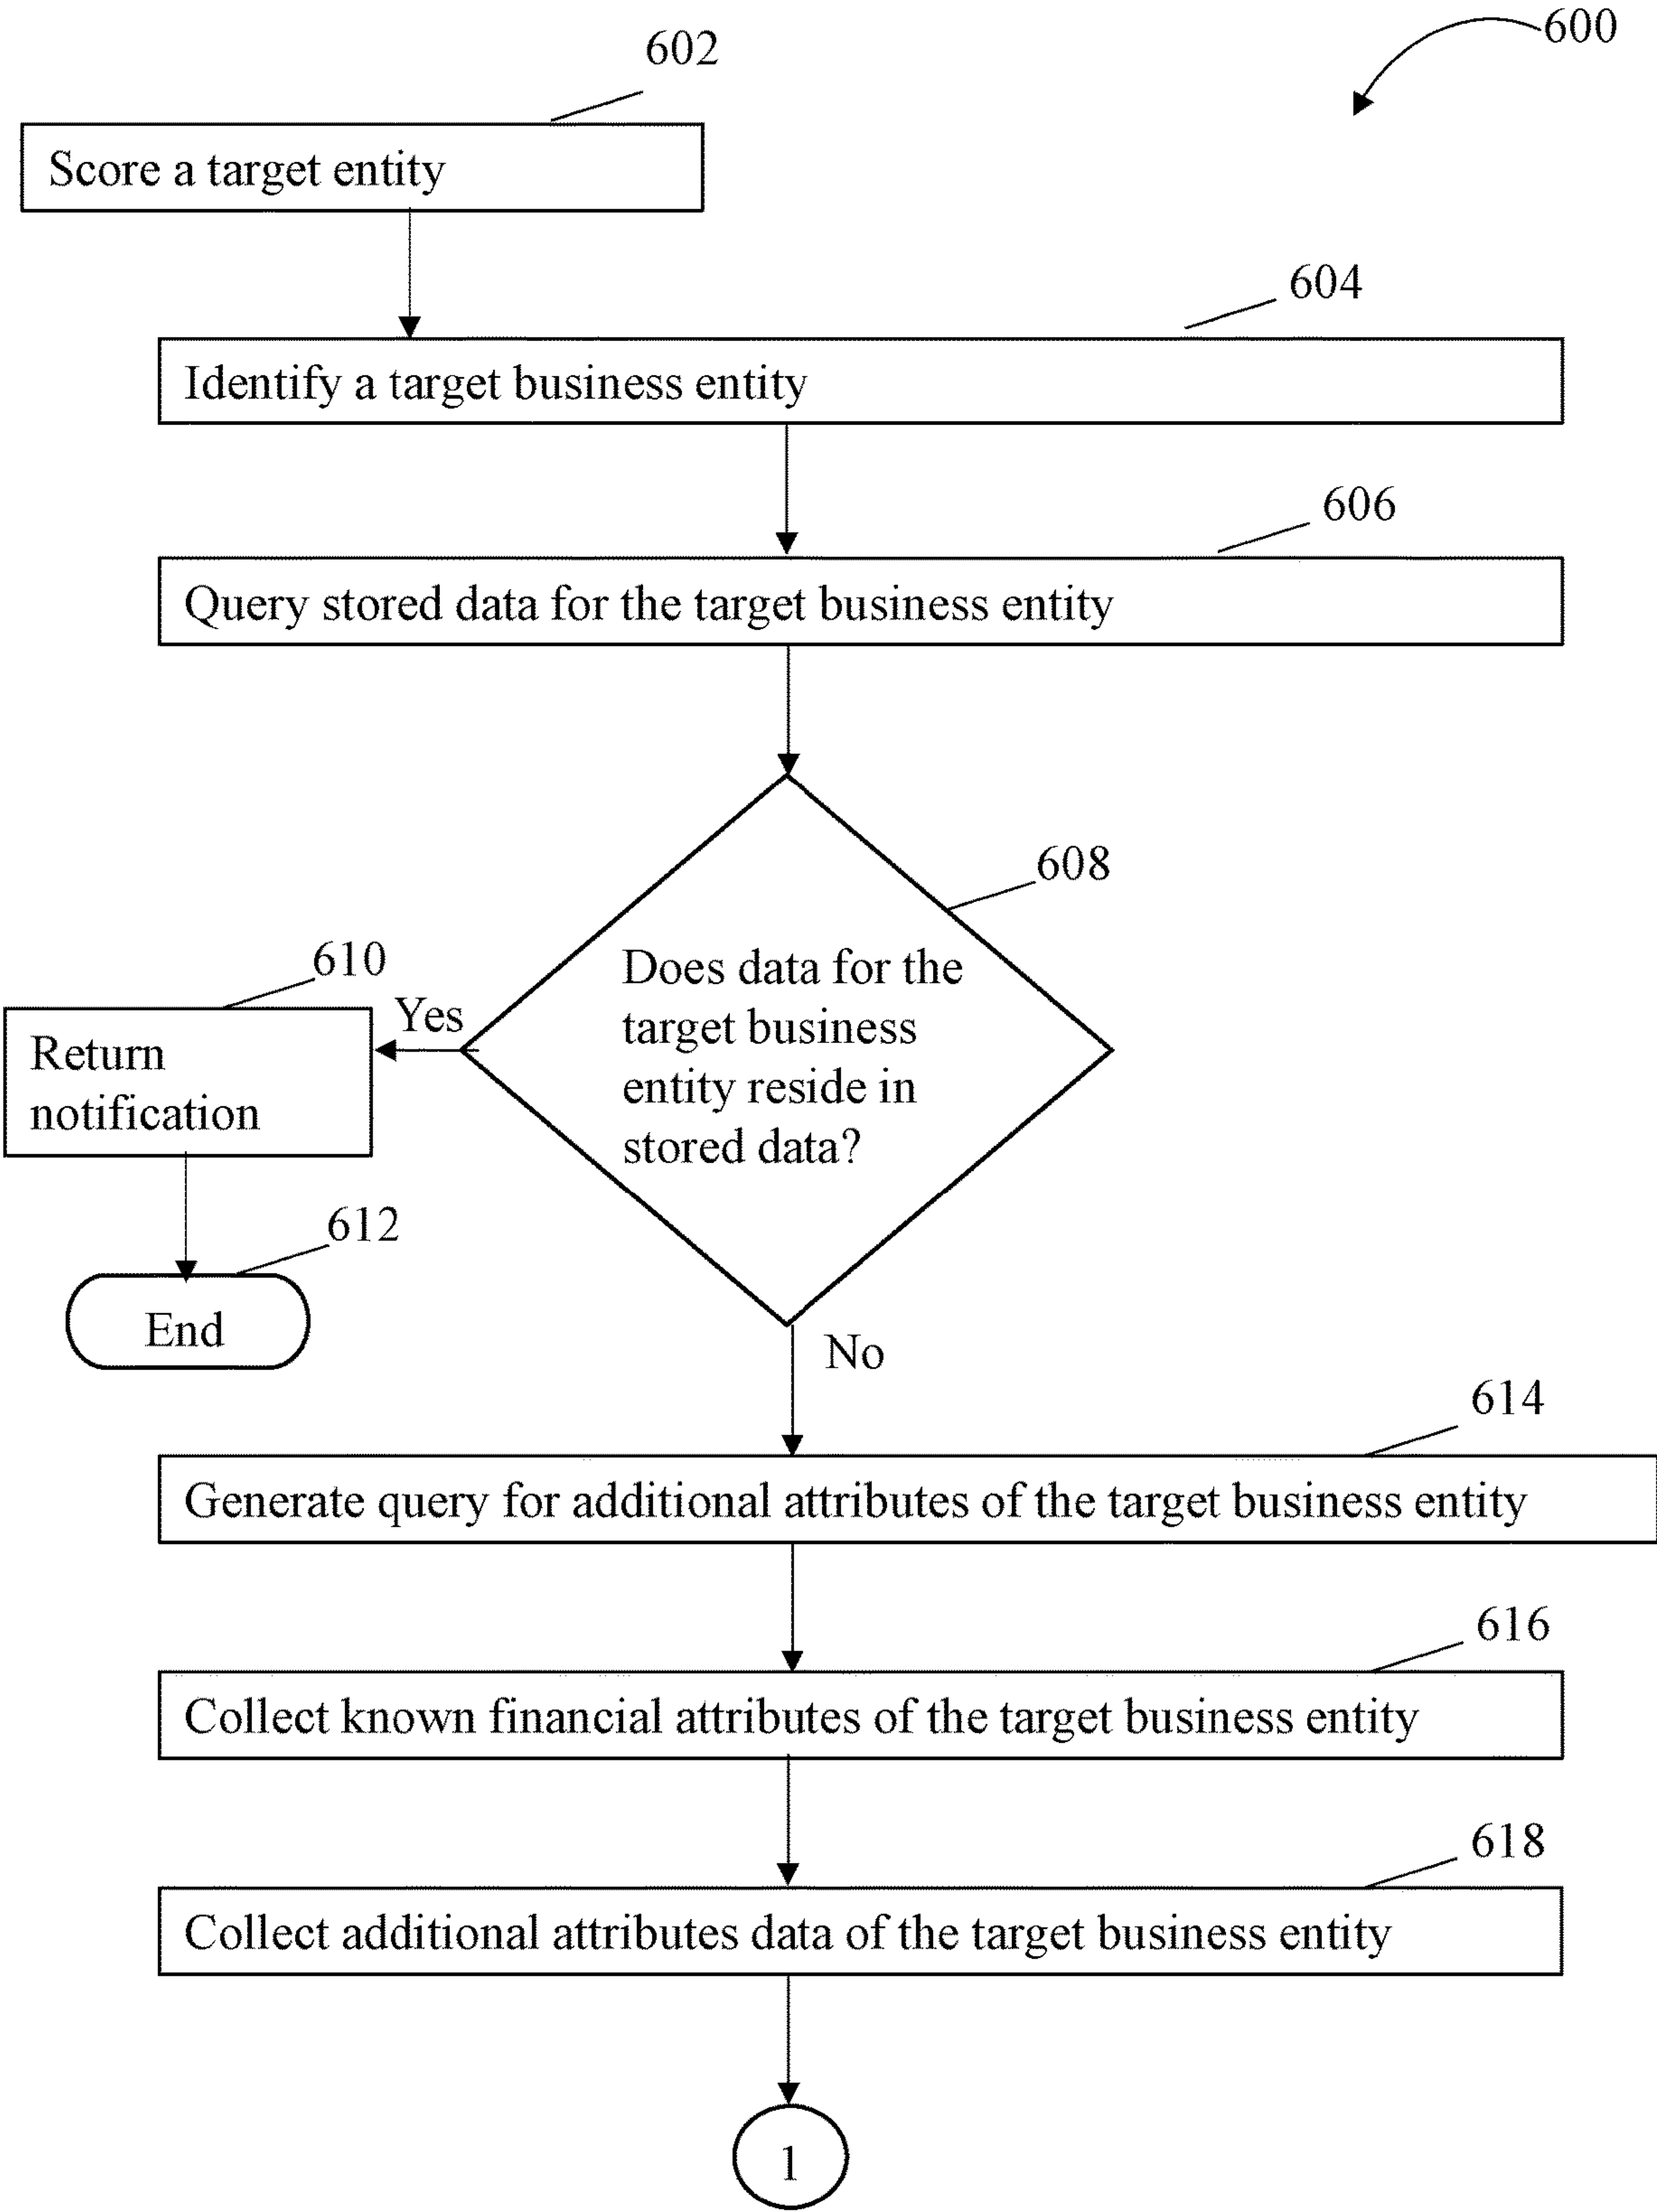 600
602
Score a target entity
604
Identify a target business entity
606
Query stored data for the target business entity
608
Does data for the
target business
entity reside in
stored data?
Yes
610
Return
notification
612
End
No
614
Generate query for additional attributes of the target business entity
616
Collect known financial attributes of the target business entity
618
Collect additional attributes data of the target business entity
1